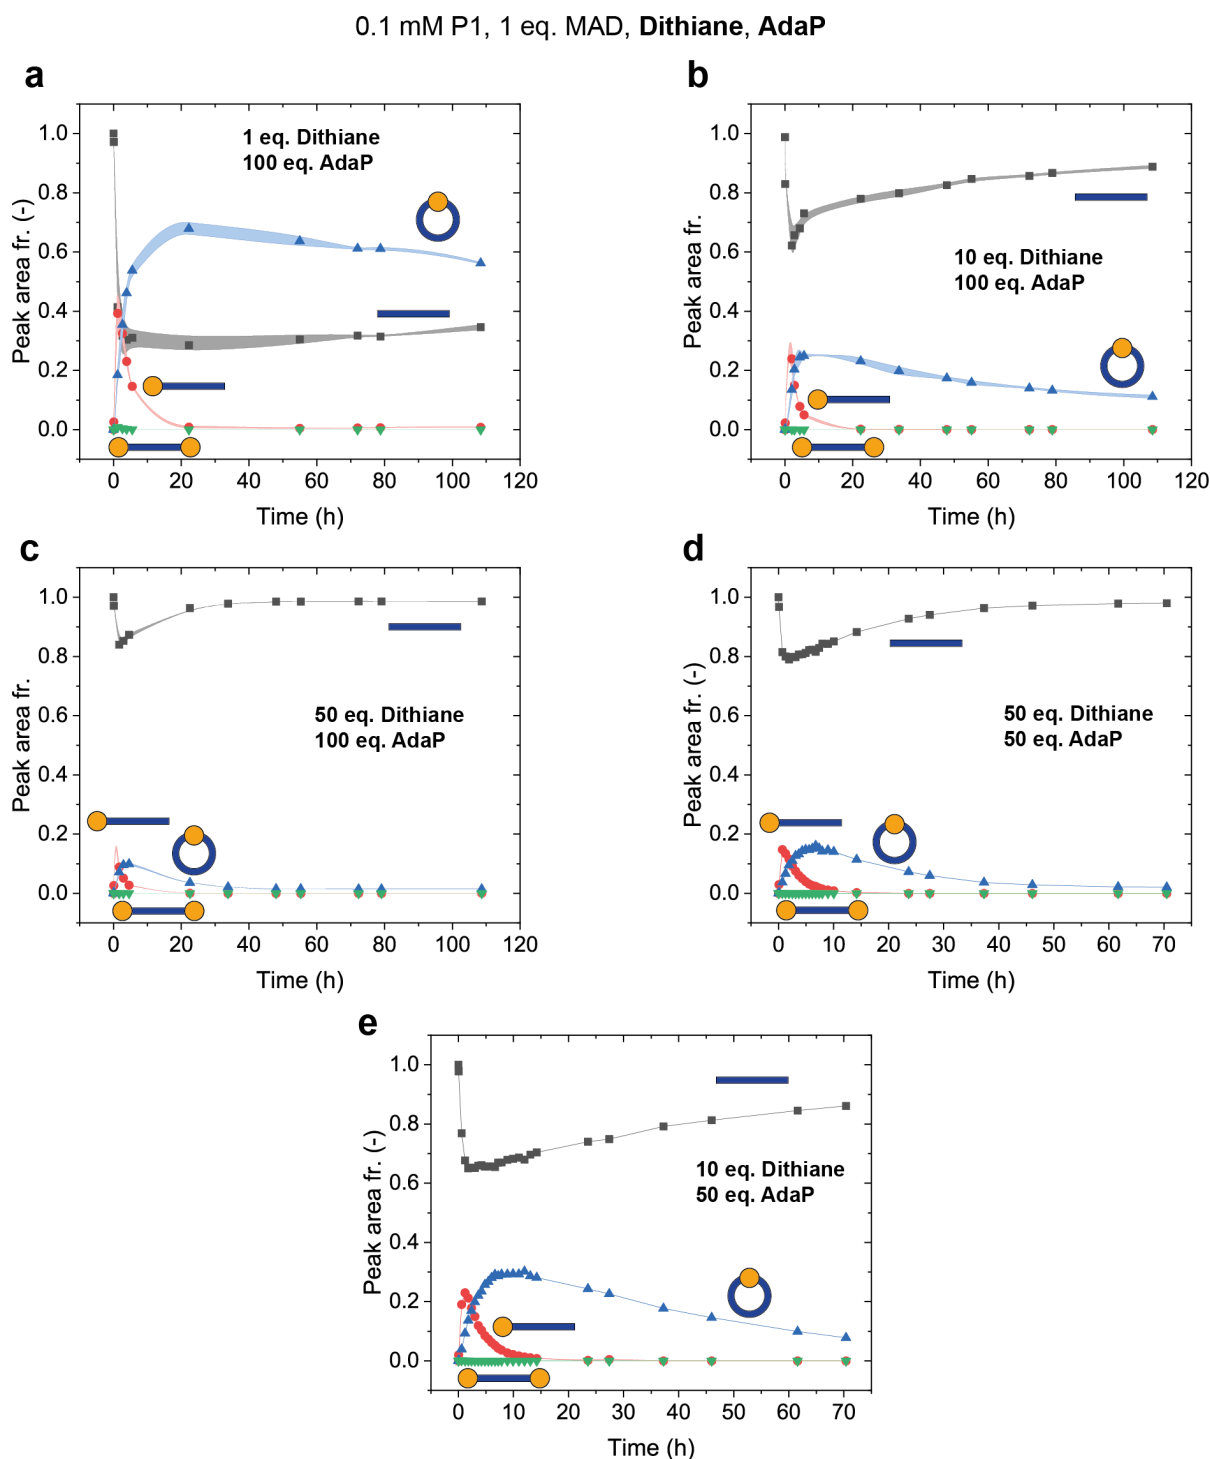 0.1 mM P1, 1 eq. MAD, Dithiane, AdaP
a
1.0
0.8
0.6
0.4
0.2
0.0
Peak area fr. (-)
1 eq. Dithiane
100 eq. AdaP
0 20 40 60 80 100 120
Time (h)
b
1.0
0.8
0.6
0.4
0.2
0.0
Peak area fr.
10 eq. Dithiane
100 eq. AdaP
0 20 40 60 80 100 120
Time (h)
c
1.0
0.8
0.6
0.4
0.2
0.0
Peak area fr.
50 eq. Dithiane
100 eq. AdaP
0 20 40 60 80 100 120
Time (h)
d
1.0
0.8
0.6
0.4
0.2
0.0
Peak area fr. (-)
50 eq. Dithiane
50 eq. AdaP
0 10 20 30 40 50 60 70
Time (h)
e
1.0
0.8
0.6
0.4
0.2
0.0
Peak area fr. (-)
10 eq. Dithiane
50 eq. AdaP
0 10 20 30 40 50 60 70
Time (h)